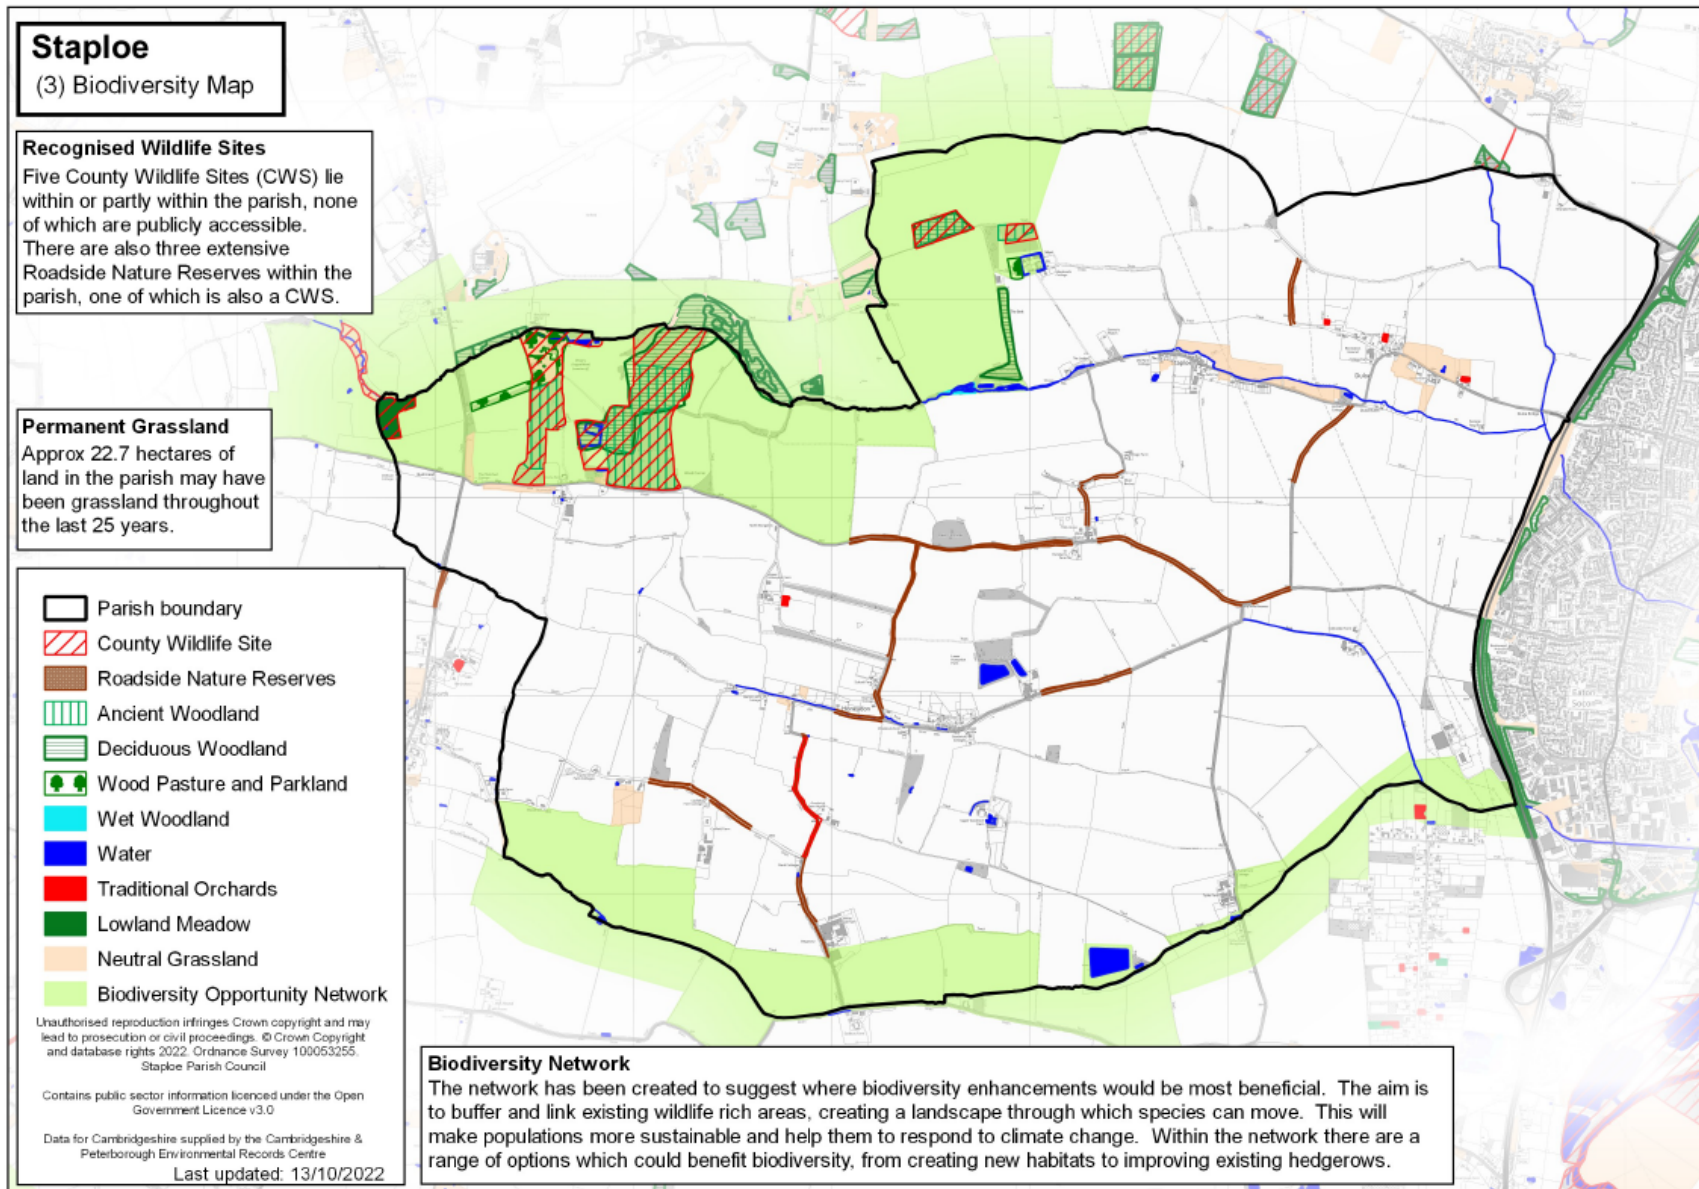 Staploe
(3) Biodiversity Map
Recognised Wildlife Sites
Five County Wildlife Sites (CWS) lie
within or partly within the parish, none
of which are publicly accessible.
There are also three extensive
Roadside Nature Reserves within the
parish, one of which is also a CWS.
Permanent Grassland
Approx 22.7 hectares of
land in the parish may have
been grassland throughout
the last 25 years.
Parish boundary
County Wildlife Site
Roadside Nature Reserves
Ancient Woodland
Deciduous Woodland
Wood Pasture and Parkland
Wet Woodland
Water
Traditional Orchards
Lowland Meadow
Neutral Grassland
Biodiversity Opportunity Network
Unauthorised reproduction infringes Crown copyright and may
lead to prosecution or civil proceedings. © Crown Copyright
and database rights 2022. Ordnance Survey 100053255.
Staploe Parish Council
Contains public sector information licenced under the Open
Government Licence v3.0
Data for Cambridgeshire supplied by the Cambridgeshire &
Peterborough Environmental Records Centre
Last updated: 13/10/2022
Biodiversity Network
The network has been created to suggest where biodiversity enhancements would be most beneficial. The aim is
to buffer and link existing wildlife rich areas, creating a landscape through which species can move. This will
make populations more sustainable and help them to respond to climate change. Within the network there are a
range of options which could benefit biodiversity, from creating new habitats to improving existing hedgerows.
Eaton
Socon